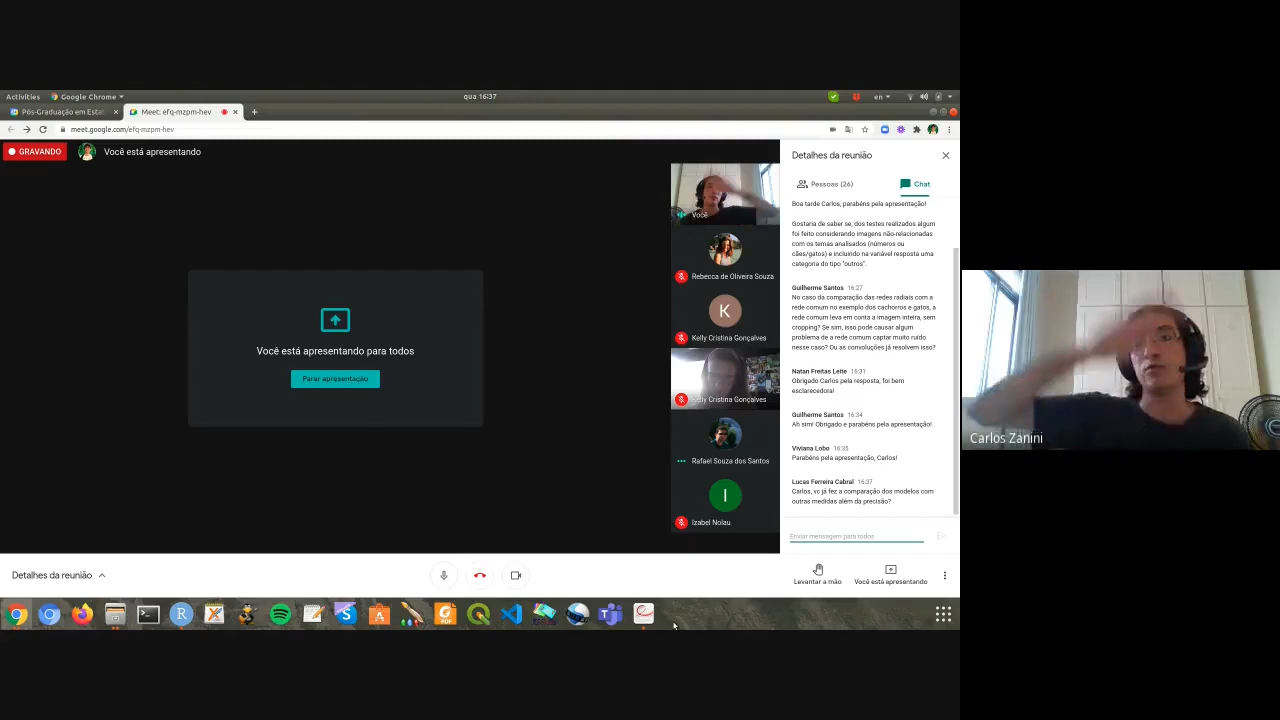 Activities
Google Chrome
qua 16:37
en
Pós-Graduação em Esta
Meet: efq-mzpm-hev
meet.google.com/efq-mzpm-hev
GRAVANDO
Você está apresentando
Você está apresentando para todos
Parar apresentação
Você
Rebecca de Oliveira Souza
K
Kelly Cristina Gonçalves
Kelly Cristina Gonçalves
Rafael Souza dos Santos
I
Izabel Nolau
Detalhes da reunião
Pessoas (26)
Chat
Boa tarde Carlos, parabéns pela apresentação!
Gostaria de saber se, dos testes realizados algum
foi feito considerando imagens não-relacionadas
com os temas analisados (números ou
cães/gatos) e incluindo na variável resposta uma
categoria do tipo "outros".
Guilherme Santos 16:27
No caso da comparação das redes radiais com a
rede comum no exemplo dos cachorros e gatos, a
rede comum leva em conta a imagem inteira, sem
cropping? Se sim, isso pode causar algum
problema de a rede comum captar muito ruído
nesse caso? Ou as convoluções já resolvem isso?
Natan Freitas Leite 16:31
Obrigado Carlos pela resposta, foi bem
esclarecedora!
Guilherme Santos 16:34
Ah sim! Obrigado e parabéns pela apresentação!
Viviana Lobo 16:35
Parabéns pela apresentação, Carlos!
Lucas Ferreira Cabral 16:37
Carlos, vc já fez a comparação dos modelos com
outras medidas além da precisão?
Enviar mensagem para todos
Detalhes da reunião
Levantar a mão
Você está apresentando
Carlos Zanini